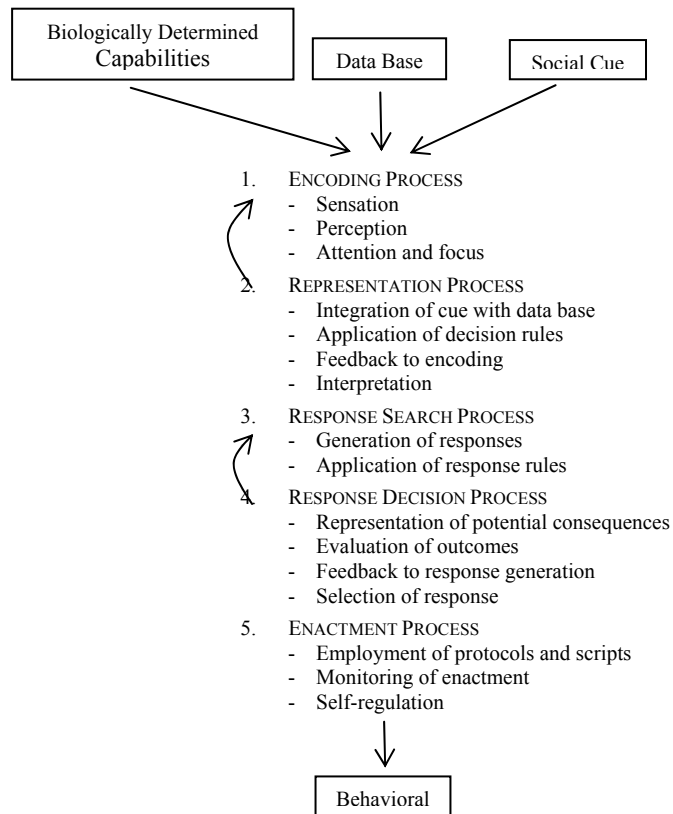 Biologically Determined
Capabilities
Data Base
Social Cue
1. ENCODING PROCESS
- Sensation
- Perception
- Attention and focus
2. REPRESENTATION PROCESS
- Integration of cue with data base
- Application of decision rules
- Feedback to encoding
- Interpretation
3. RESPONSE SEARCH PROCESS
- Generation of responses
- Application of response rules
4. RESPONSE DECISION PROCESS
- Representation of potential consequences
- Evaluation of outcomes
- Feedback to response generation
- Selection of response
5. ENACTMENT PROCESS
- Employment of protocols and scripts
- Monitoring of enactment
- Self-regulation
Behavioral